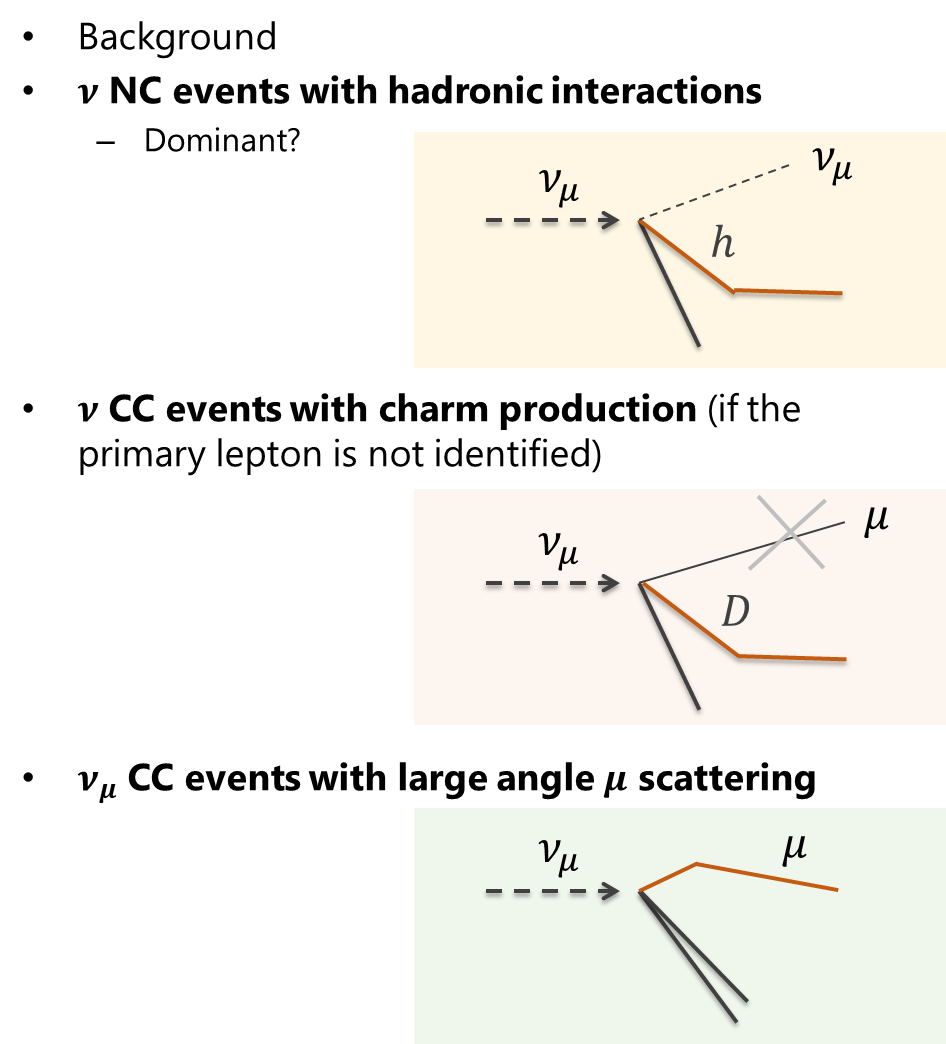 • Background
• ν NC events with hadronic interactions
– Dominant?
ν_μ
ν_μ
h
• ν CC events with charm production (if the
primary lepton is not identified)
μ
ν_μ
D
• ν_μ CC events with large angle μ scattering
ν_μ
μ